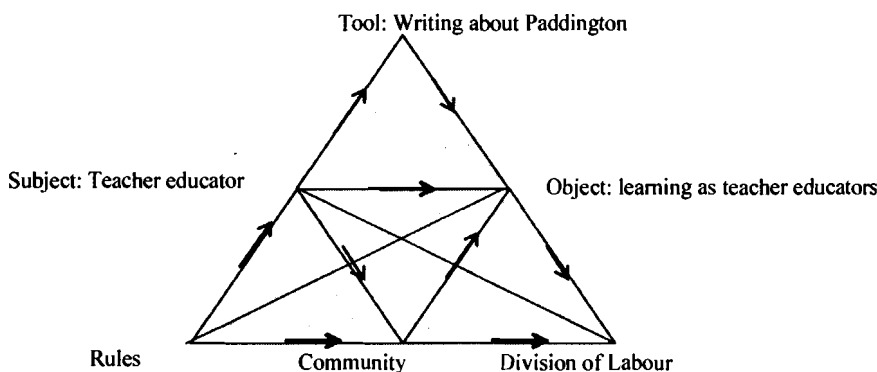 Tool: Writing about Paddington
Subject: Teacher educator
Object: learning as teacher educators
Rules
Community
Division of Labour